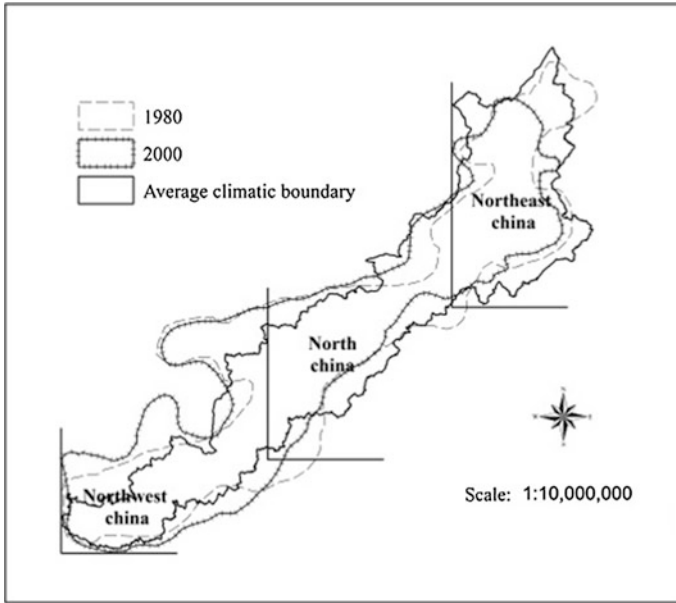 1980
2000
Average climatic boundary
Northeast
china
North
china
Northwest
china
Scale: 1:10,000,000